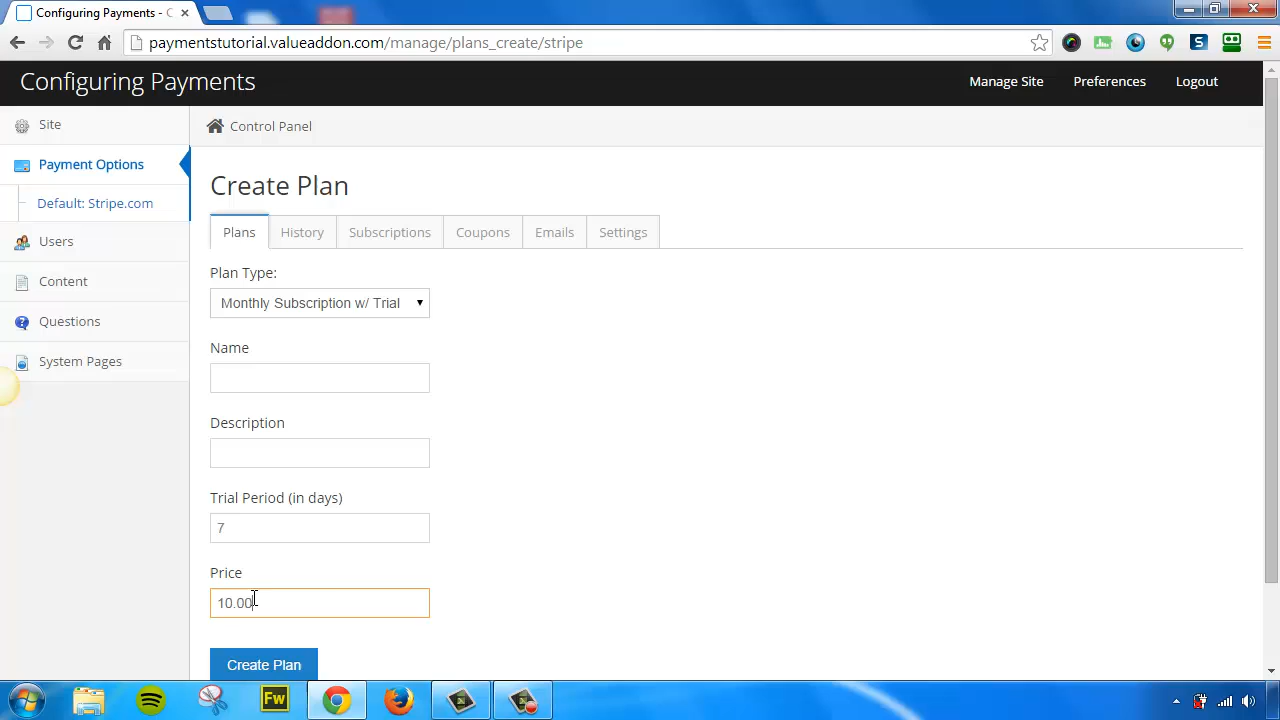 Configuring Payments - C
paymentstutorial.valueaddon.com/manage/plans_create/stripe
Configuring Payments
Manage Site
Preferences
Logout
Site
Payment Options
Default: Stripe.com
Users
Content
Questions
System Pages
Control Panel
Create Plan
Plans
History
Subscriptions
Coupons
Emails
Settings
Plan Type:
Monthly Subscription w/ Trial
Name
Description
Trial Period (in days)
7
Price
10.00
Create Plan
Fw